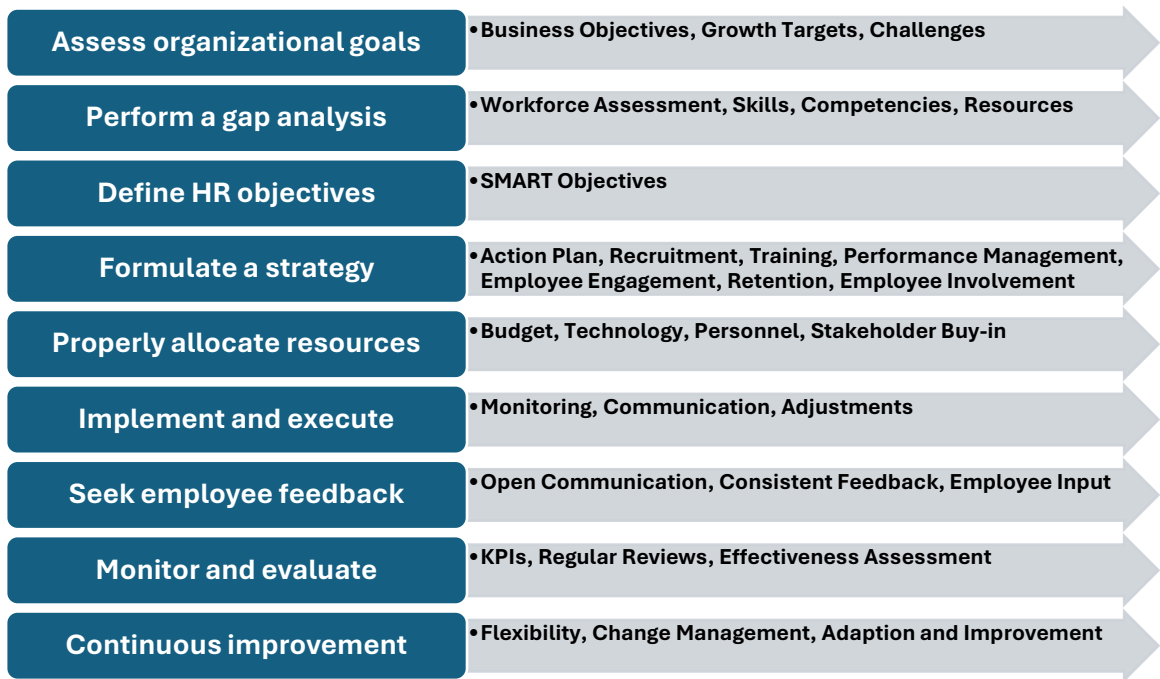 Assess organizational goals
•Business Objectives, Growth Targets, Challenges
Perform a gap analysis
•Workforce Assessment, Skills, Competencies, Resources
Define HR objectives
•SMART Objectives
Formulate a strategy
•Action Plan, Recruitment, Training, Performance Management,
Employee Engagement, Retention, Employee Involvement
Properly allocate resources
•Budget, Technology, Personnel, Stakeholder Buy-in
Implement and execute
•Monitoring, Communication, Adjustments
Seek employee feedback
•Open Communication, Consistent Feedback, Employee Input
Monitor and evaluate
•KPIs, Regular Reviews, Effectiveness Assessment
Continuous improvement
•Flexibility, Change Management, Adaption and Improvement